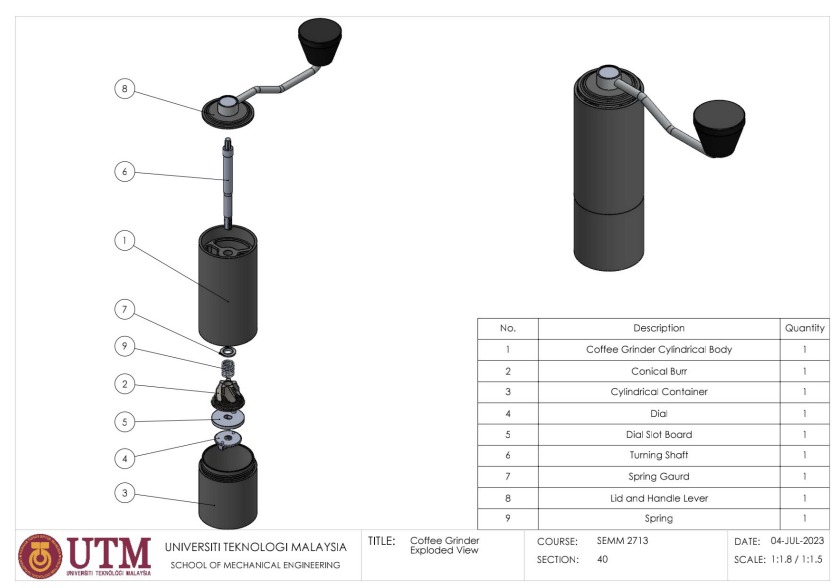 8
6
1
7
9
2
5
4
3
No. Description Quantity
1 Coffee Grinder Cylindrical Body 1
2 Conical Burr 1
3 Cylindrical Container 1
4 Dial 1
5 Dial Slot Board 1
6 Turning Shaft 1
7 Spring Gaurd 1
8 Lid and Handle Lever 1
9 Spring 1
UTM
UNIVERSITI TEKNOLOGI MALAYSIA
UNIVERSITI TEKNOLOGI MALAYSIA
SCHOOL OF MECHANICAL ENGINEERING
TITLE: Coffee Grinder
Exploded View
COURSE: SEMM 2713
SECTION: 40
DATE: 04-JUL-2023
SCALE: 1:1.8 / 1:1.5